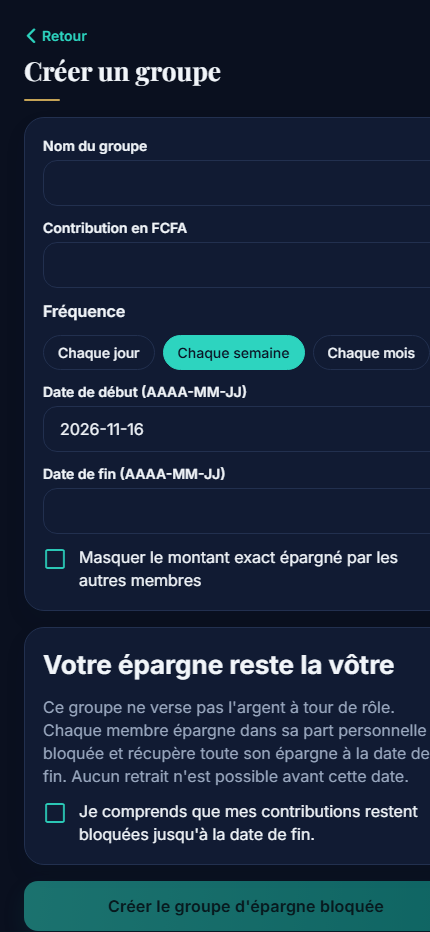 Retour
Créer un groupe
Nom du groupe
Contribution en FCFA
Fréquence
Chaque jour Chaque semaine Chaque mois
Date de début (AAAA-MM-JJ)
2026-11-16
Date de fin (AAAA-MM-JJ)
Masquer le montant exact épargné par les
autres membres
Votre épargne reste la vôtre
Ce groupe ne verse pas l'argent à tour de rôle.
Chaque membre épargne dans sa part personnelle
bloquée et récupère toute son épargne à la date de
fin. Aucun retrait n'est possible avant cette date.
Je comprends que mes contributions restent
bloquées jusqu'à la date de fin.
Créer le groupe d'épargne bloquée